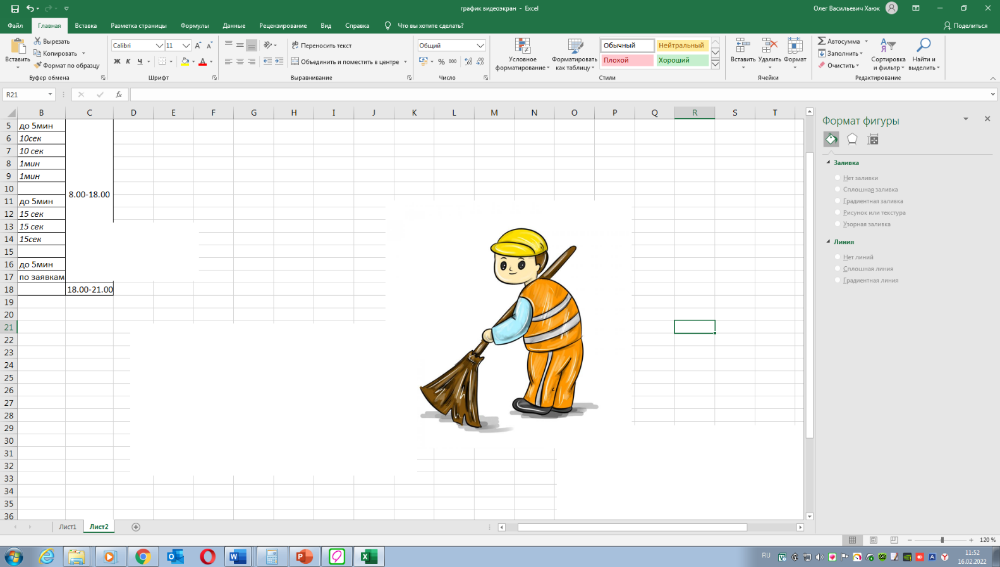 график видеоэкран - Excel
Олег Васильевич Хаюк
Файл Главная Вставка Разметка страницы Формулы Данные Рецензирование Вид Справка Что вы хотите сделать? Поделиться
Вставить
Вырезать
Копировать
Формат по образцу
Буфер обмена
Calibri 11
Ж К Ч А
Шрифт
Переносить текст
Объединить и поместить в центре
Выравнивание
Общий
% 000
Число
Условное форматирование
Форматировать как таблицу
Обычный Нейтральный
Плохой Хороший
Стили
Вставить Удалить Формат
Ячейки
Автосумма
Заполнить
Очистить
Сортировка и фильтр
Найти и выделить
Редактирование
R21 fx
B C D E F G H I J K L M N O P Q R S T
5 до 5мин
6 10сек
7 10 сек
8 1мин
9 1мин
10 8.00-18.00
11 до 5мин
12 15 сек
13 15 сек
14 15сек
15
16 до 5мин
17 по заявкам
18 18.00-21.00
19
20
21
22
23
24
25
26
27
28
29
30
31
32
33
34
35
36
Формат фигуры
Заливка
Нет заливки
Сплошная заливка
Градиентная заливка
Рисунок или текстура
Узорная заливка
Линия
Нет линий
Сплошная линия
Градиентная линия
Лист1 Лист2
120 %
RU
11:52
16.02.2022